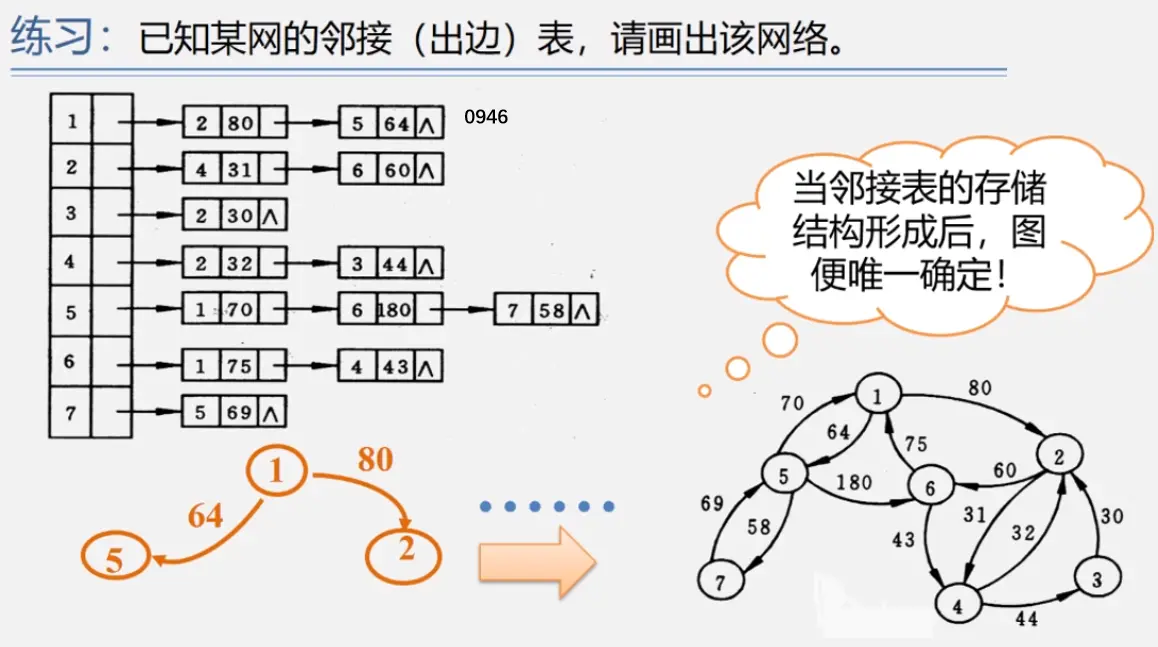 练习：已知某网的邻接（出边）表，请画出该网络。
1 2 80 5 64 ∧ 0946
2 4 31 6 60 ∧
3 2 30 ∧
4 2 32 3 44 ∧
5 1 70 6 180 7 58 ∧
6 1 75 4 43 ∧
7 5 69 ∧
当邻接表的存储
结构形成后，图
便唯一确定！
1 80
64
5 2
70 1 80
64 75 2
5 180 6 60
69 58 43 31 32 30
7 4 3
44